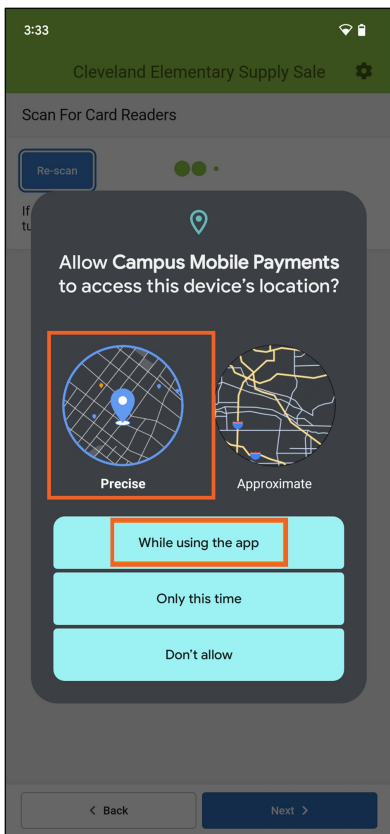 3:33
Cleveland Elementary Supply Sale
Scan For Card Readers
Re-scan
If
tu
Allow Campus Mobile Payments
to access this device's location?
Precise
Approximate
While using the app
Only this time
Don't allow
Back
Next